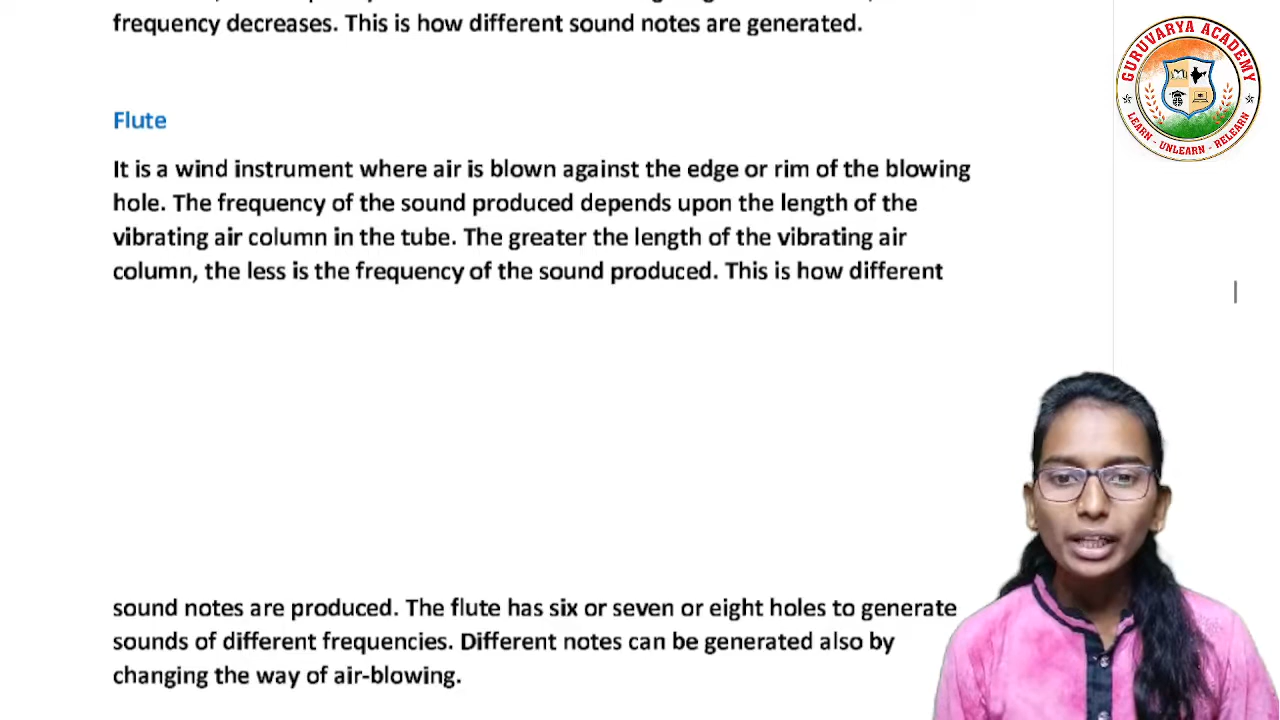 frequency decreases. This is how different sound notes are generated.
GURUVARYA ACADEMY
LEARN - UNLEARN - RELEARN
Flute
It is a wind instrument where air is blown against the edge or rim of the blowing
hole. The frequency of the sound produced depends upon the length of the
vibrating air column in the tube. The greater the length of the vibrating air
column, the less is the frequency of the sound produced. This is how different
sound notes are produced. The flute has six or seven or eight holes to generate
sounds of different frequencies. Different notes can be generated also by
changing the way of air-blowing.